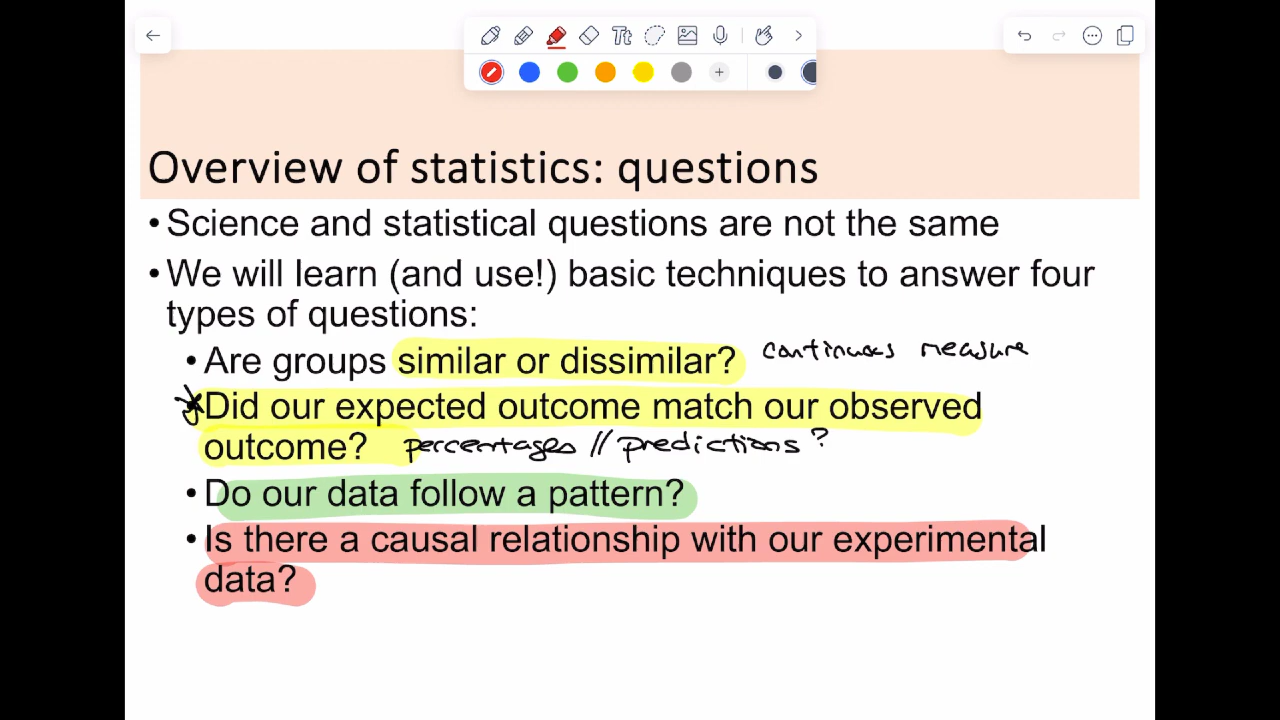 Tt
Overview of statistics: questions
• Science and statistical questions are not the same
• We will learn (and use!) basic techniques to answer four
types of questions:
• Are groups similar or dissimilar? continuous measure
• Did our expected outcome match our observed
outcome? percentages // predictions?
• Do our data follow a pattern?
• Is there a causal relationship with our experimental
data?